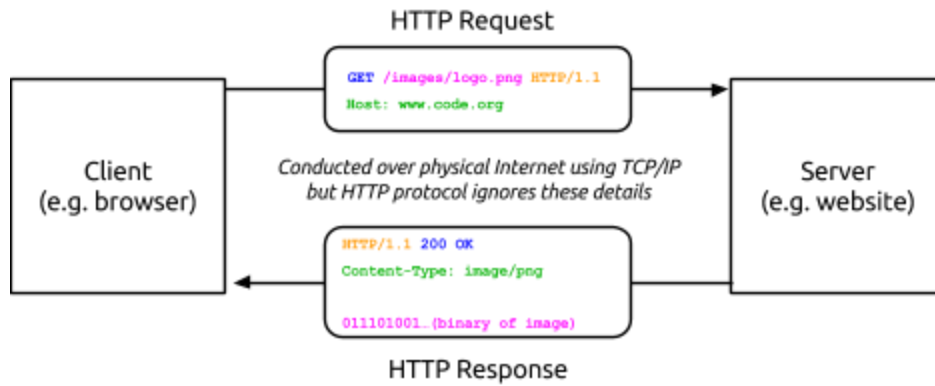 HTTP Request
GET /images/logo.png HTTP/1.1
Host: www.code.org
Client
(e.g. browser)
Conducted over physical Internet using TCP/IP
but HTTP protocol ignores these details
Server
(e.g. website)
HTTP/1.1 200 OK
Content-Type: image/png
011101001…(binary of image)
HTTP Response